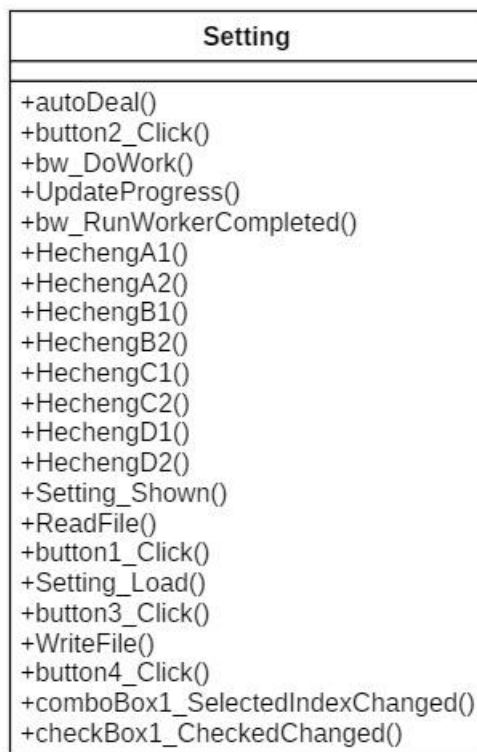 Setting
+autoDeal()
+button2_Click()
+bw_DoWork()
+UpdateProgress()
+bw_RunWorkerCompleted()
+HechengA1()
+HechengA2()
+HechengB1()
+HechengB2()
+HechengC1()
+HechengC2()
+HechengD1()
+HechengD2()
+Setting_Shown()
+ReadFile()
+button1_Click()
+Setting_Load()
+button3_Click()
+WriteFile()
+button4_Click()
+comboBox1_SelectedIndexChanged()
+checkBox1_CheckedChanged()